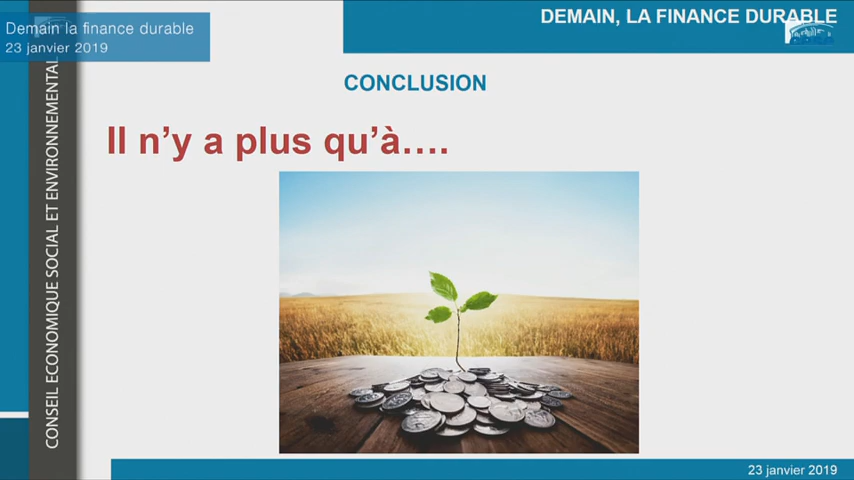 Demain la finance durable
23 janvier 2019
DEMAIN, LA FINANCE DURABLE
CONSEIL ECONOMIQUE SOCIAL ET ENVIRONNEMENTAL
CONCLUSION
Il n’y a plus qu’à….
23 janvier 2019